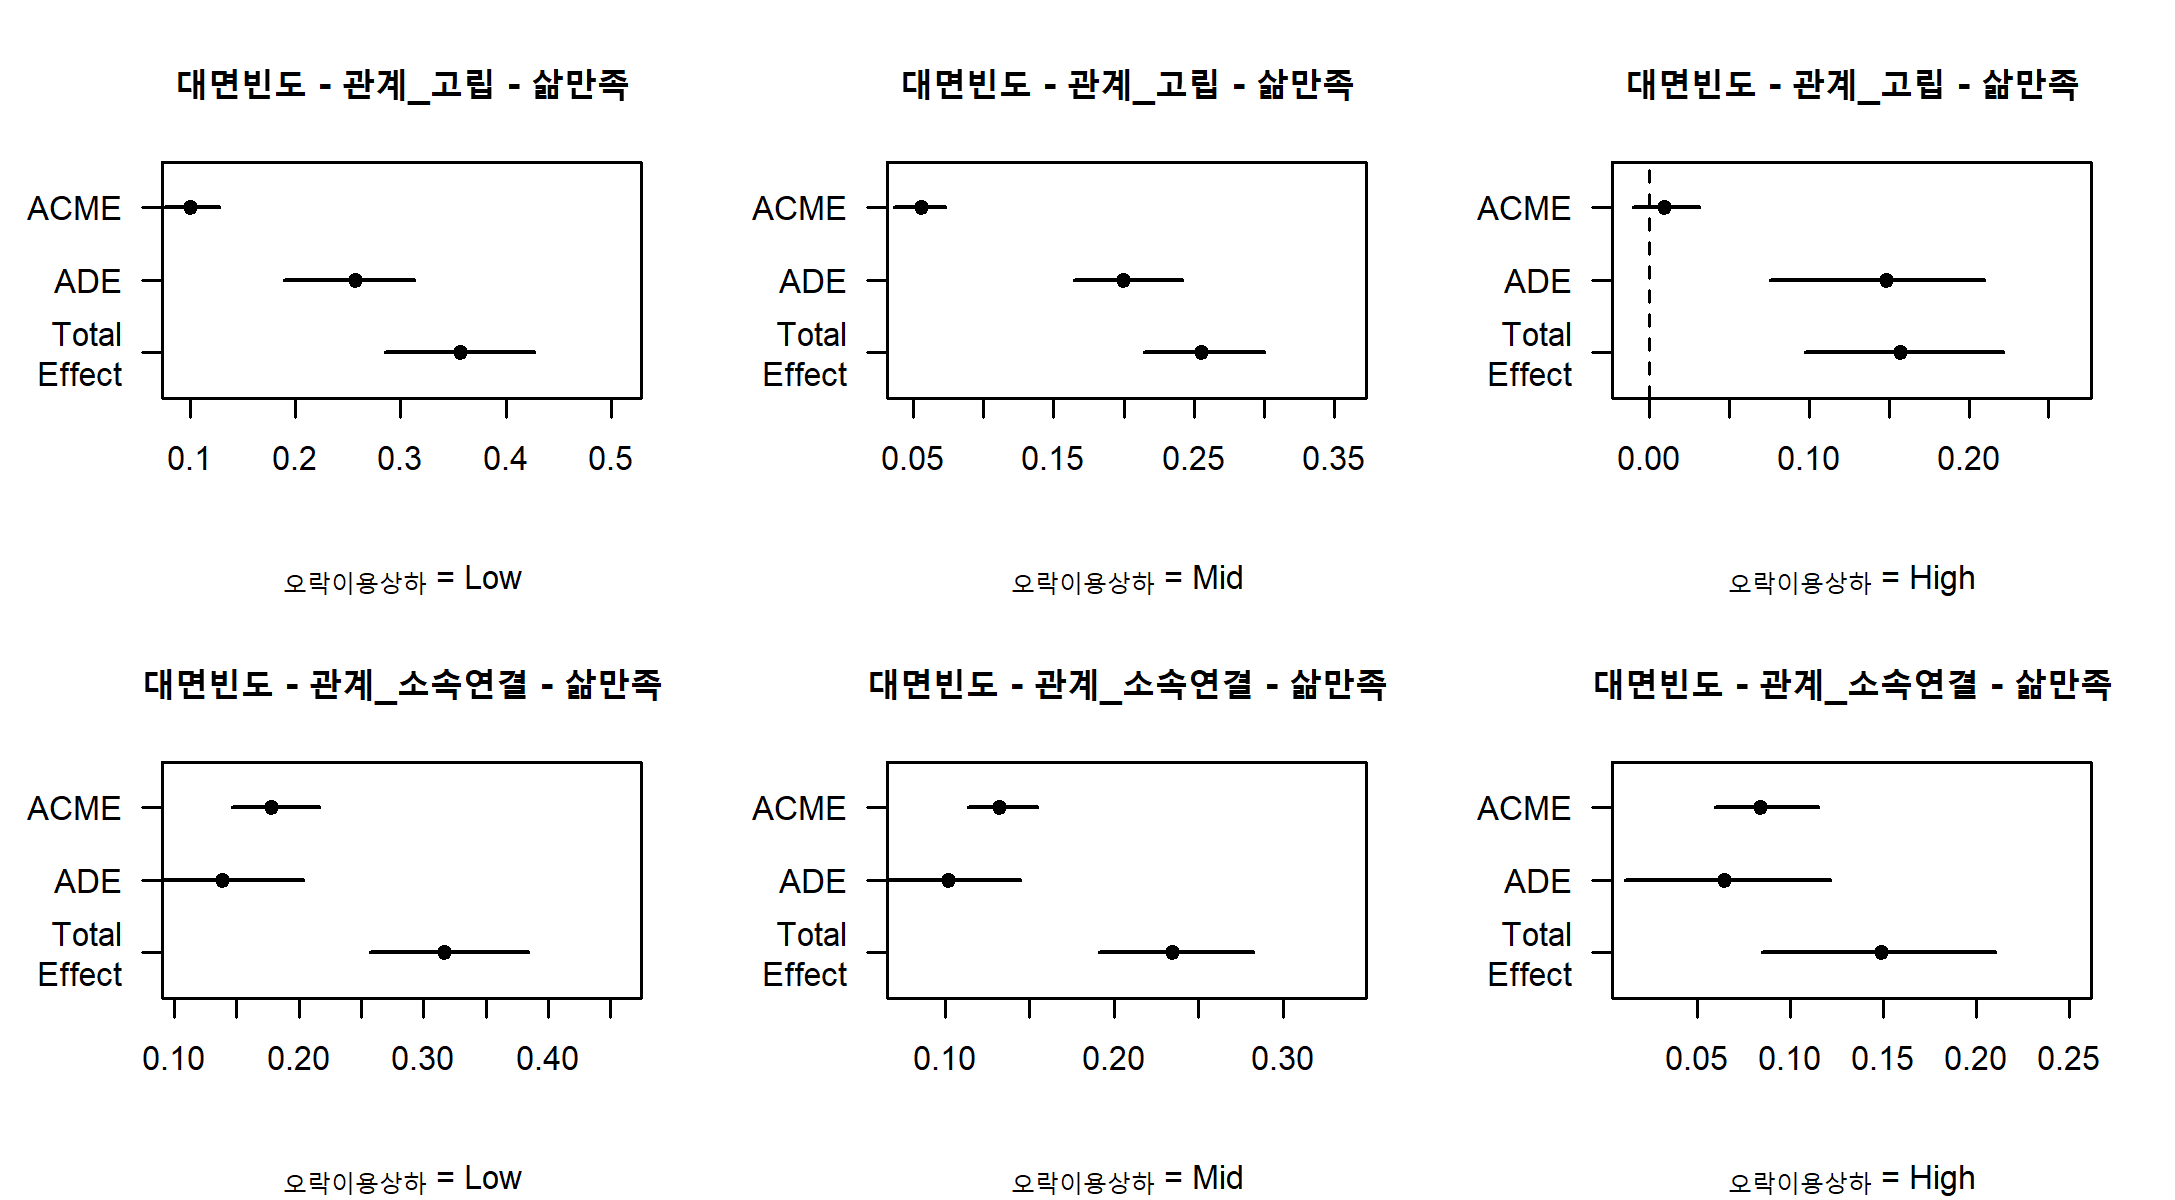 대면빈도 - 관계_고립 - 삶만족
ACME
ADE
Total
Effect
0.1 0.2 0.3 0.4 0.5
오락이용상하 = Low
대면빈도 - 관계_고립 - 삶만족
ACME
ADE
Total
Effect
0.05 0.15 0.25 0.35
오락이용상하 = Mid
대면빈도 - 관계_고립 - 삶만족
ACME
ADE
Total
Effect
0.00 0.10 0.20
오락이용상하 = High
대면빈도 - 관계_소속연결 - 삶만족
ACME
ADE
Total
Effect
0.10 0.20 0.30 0.40
오락이용상하 = Low
대면빈도 - 관계_소속연결 - 삶만족
ACME
ADE
Total
Effect
0.10 0.20 0.30
오락이용상하 = Mid
대면빈도 - 관계_소속연결 - 삶만족
ACME
ADE
Total
Effect
0.05 0.10 0.15 0.20 0.25
오락이용상하 = High